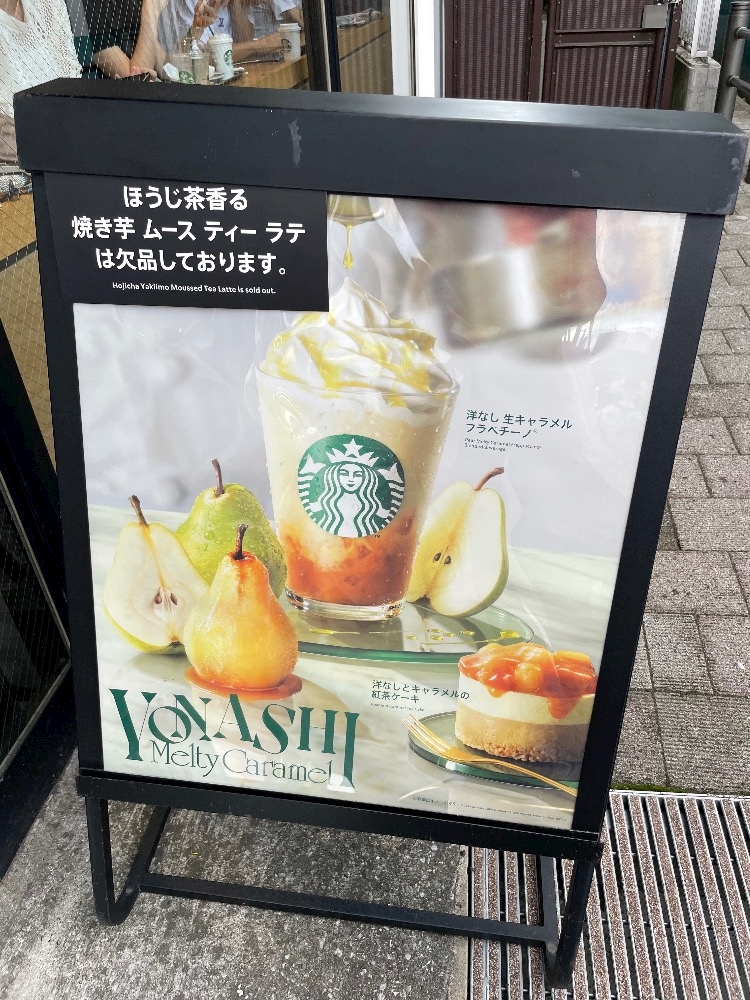 ほうじ茶香る
焼き芋 ムース ティー ラテ
は欠品しております。
Hojicha Yakiimo Moussed Tea Latte is sold out.
洋なし 生キャラメル
フラペチーノ®
洋なしとキャラメルの
紅茶ケーキ
YoNASHI
Melty Caramel